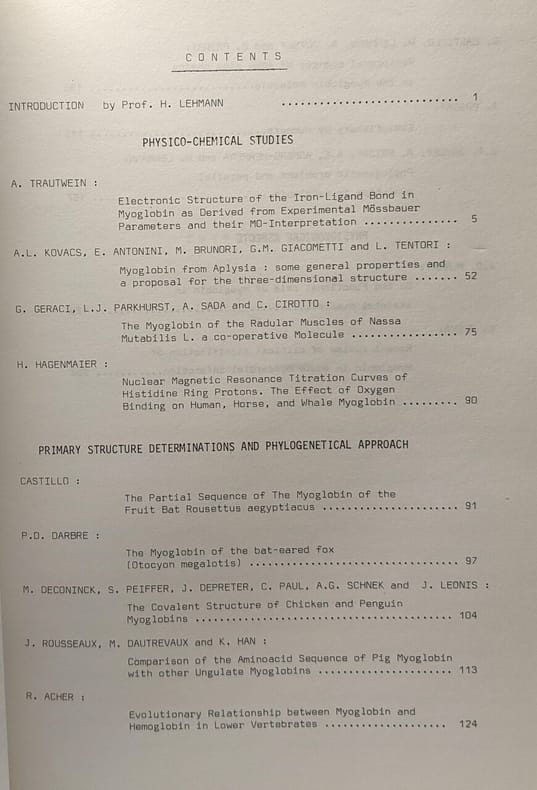 CONTENTS
INTRODUCTION by Prof. H. LEHMANN ........................... 1
PHYSICO-CHEMICAL STUDIES
A. TRAUTWEIN :
Electronic Structure of the Iron-Ligand Bond in
Myoglobin as Derived from Experimental Mössbauer
Parameters and their MO-Interpretation ............... 5
A.L. KOVACS, E. ANTONINI, M. BRUNORI, G.M. GIACOMETTI and L. TENTORI :
Myoglobin from Aplysia : some general properties and
a proposal for the three-dimensional structure ....... 52
G. GERACI, L.J. PARKHURST, A. SADA and C. CIROTTO :
The Myoglobin of the Radular Muscles of Nassa
Mutabilis L. a co-operative Molecule ................. 75
H. HAGENMAIER :
Nuclear Magnetic Resonance Titration Curves of
Histidine Ring Protons. The Effect of Oxygen
Binding on Human, Horse, and Whale Myoglobin ......... 90
PRIMARY STRUCTURE DETERMINATIONS AND PHYLOGENETICAL APPROACH
CASTILLO :
The Partial Sequence of The Myoglobin of the
Fruit Bat Rousettus aegyptiacus ...................... 91
P.D. DARBRE :
The Myoglobin of the bat-eared fox
(Otocyon megalotis) .................................. 97
M. DECONINCK, S. PEIFFER, J. DEPRETER, C. PAUL, A.G. SCHNEK and J. LEONIS :
The Covalent Structure of Chicken and Penguin
Myoglobins .......................................... 104
J. ROUSSEAUX, M. DAUTREVAUX and K. HAN :
Comparison of the Aminoacid Sequence of Pig Myoglobin
with other Ungulate Myoglobins ...................... 113
R. ACHER :
Evolutionary Relationship between Myoglobin and
Hemoglobin in Lower Vertebrates .................... 124